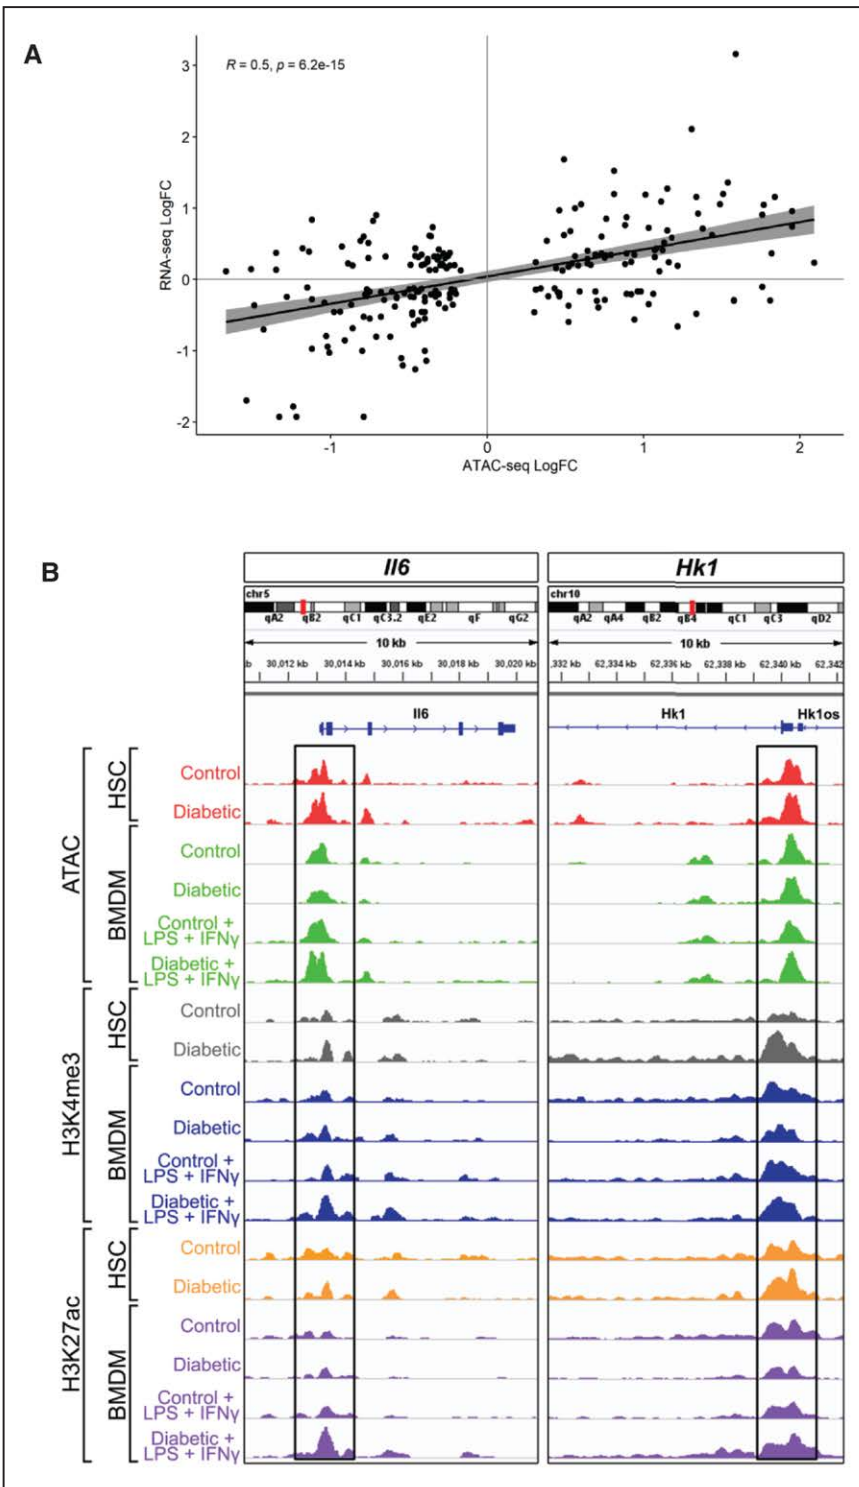 A
R = 0.5, p = 6.2e-15
3
2
1
0
-1
-2
RNA-seq LogFC
-1 0 1 2
ATAC-seq LogFC
B
Il6 Hk1
chr5 chr10
qA2 qB2 qC1 qC3.2 qE2 qF qG2 qA2 qA4 qB2 qB4 qC1 qC3 qD2
10 kb 10 kb
b 30,012 kb 30,014 kb 30,016 kb 30,018 kb 30,020 kb ,332 kb 62,334 kb 62,336 kb 62,338 kb 62,340 kb 62,342
Il6 Hk1 Hk1os
ATAC
HSC
Control
Diabetic
BMDM
Control
Diabetic
Control +
LPS + IFNγ
Diabetic +
LPS + IFNγ
H3K4me3
HSC
Control
Diabetic
BMDM
Control
Diabetic
Control +
LPS + IFNγ
Diabetic +
LPS + IFNγ
H3K27ac
HSC
Control
Diabetic
BMDM
Control
Diabetic
Control +
LPS + IFNγ
Diabetic +
LPS + IFNγ